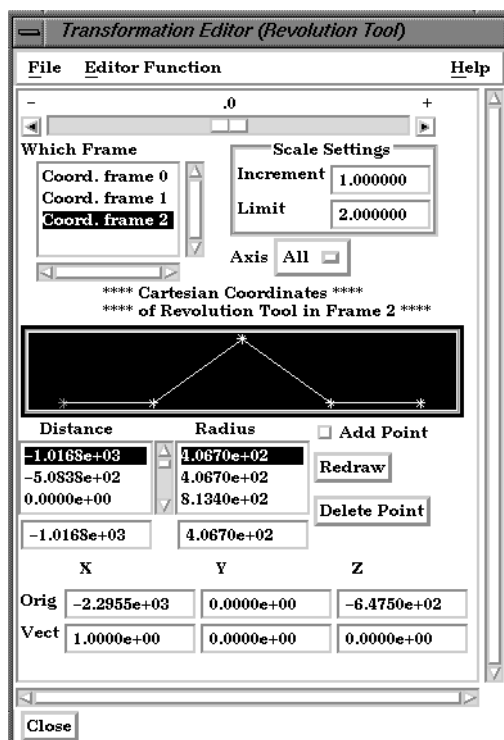 Transformation Editor (Revolution Tool)
File Editor Function Help
- .0 +
Which Frame
Coord. frame 0
Coord. frame 1
Coord. frame 2
Scale Settings
Increment 1.000000
Limit 2.000000
Axis All
**** Cartesian Coordinates ****
**** of Revolution Tool in Frame 2 ****
Distance Radius Add Point
-1.0168e+03 4.0670e+02
-5.0838e+02 4.0670e+02
0.0000e+00 8.1340e+02
Redraw
Delete Point
-1.0168e+03 4.0670e+02
X Y Z
Orig -2.2955e+03 0.0000e+00 -6.4750e+02
Vect 1.0000e+00 0.0000e+00 0.0000e+00
Close